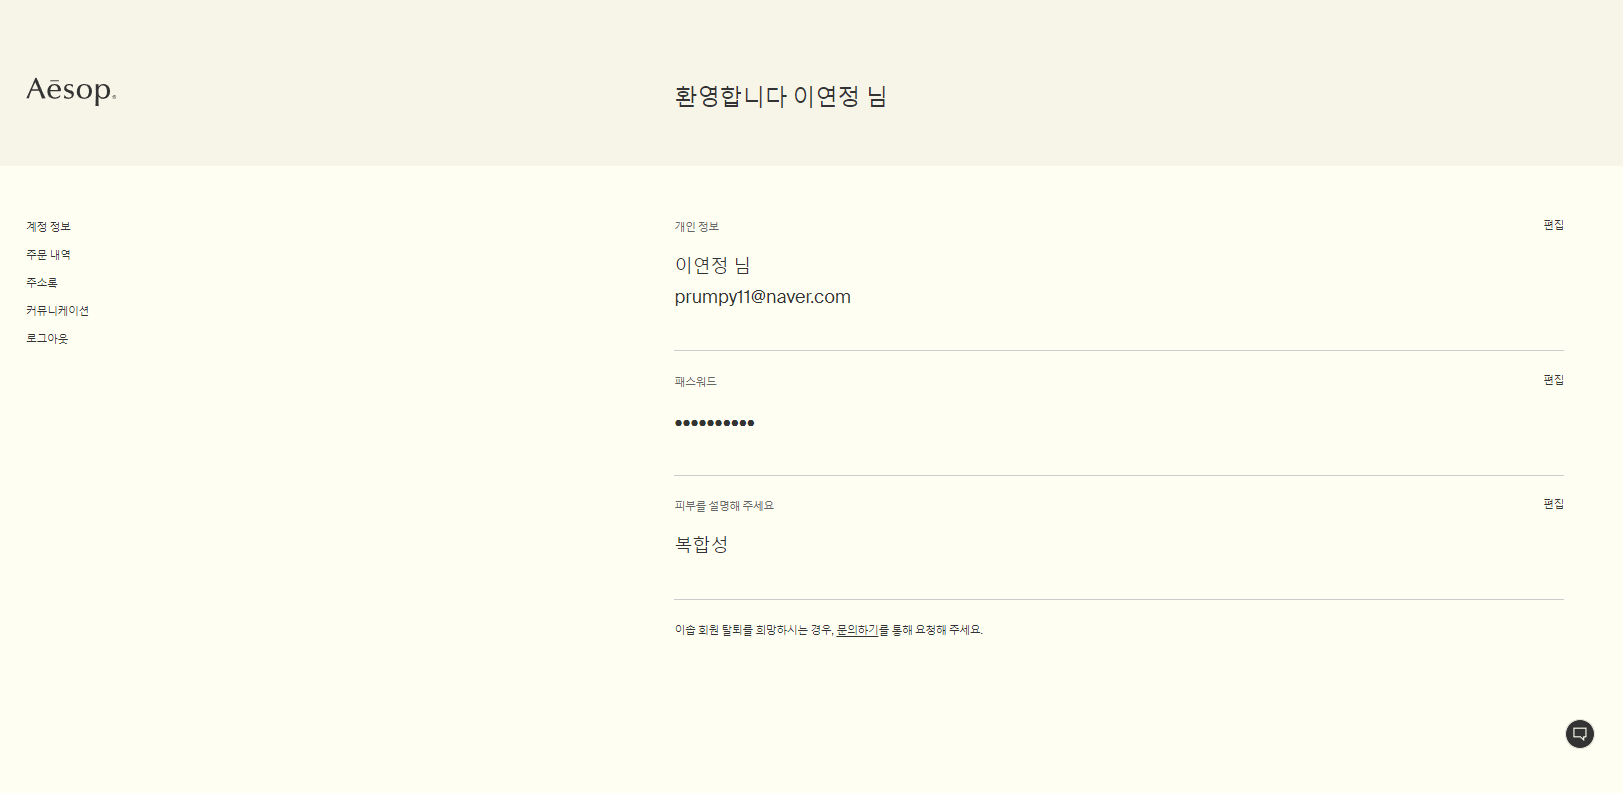 Aēsop®
환영합니다 이연정 님
계정 정보
주문 내역
주소록
커뮤니케이션
로그아웃
개인 정보
편집
이연정 님
prumpy11@naver.com
패스워드
편집
••••••••••
피부를 설명해 주세요
편집
복합성
이솝 회원 탈퇴를 희망하시는 경우, 문의하기를 통해 요청해 주세요.